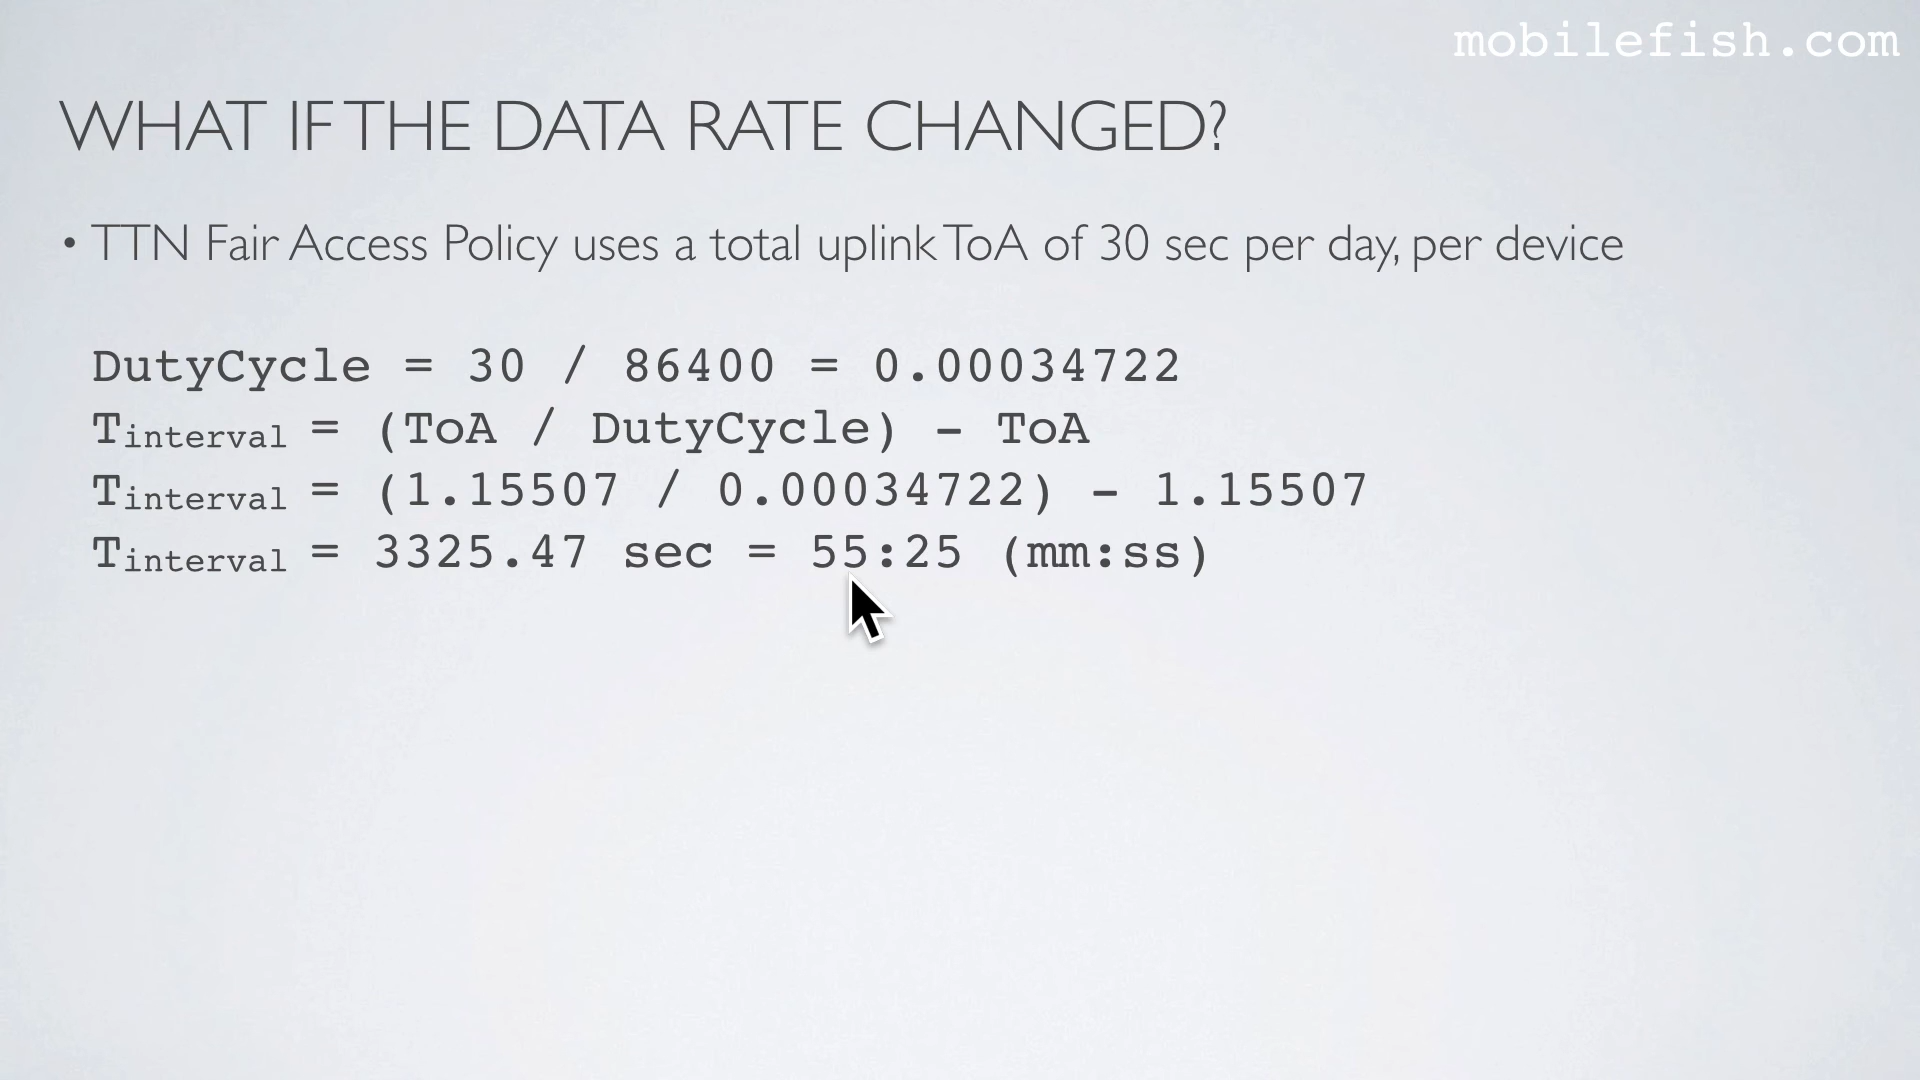 mobilefish.com
WHAT IF THE DATA RATE CHANGED?
• TTN Fair Access Policy uses a total uplink ToA of 30 sec per day, per device
DutyCycle = 30 / 86400 = 0.00034722
Tinterval = (ToA / DutyCycle) - ToA
Tinterval = (1.15507 / 0.00034722) - 1.15507
Tinterval = 3325.47 sec = 55:25 (mm:ss)